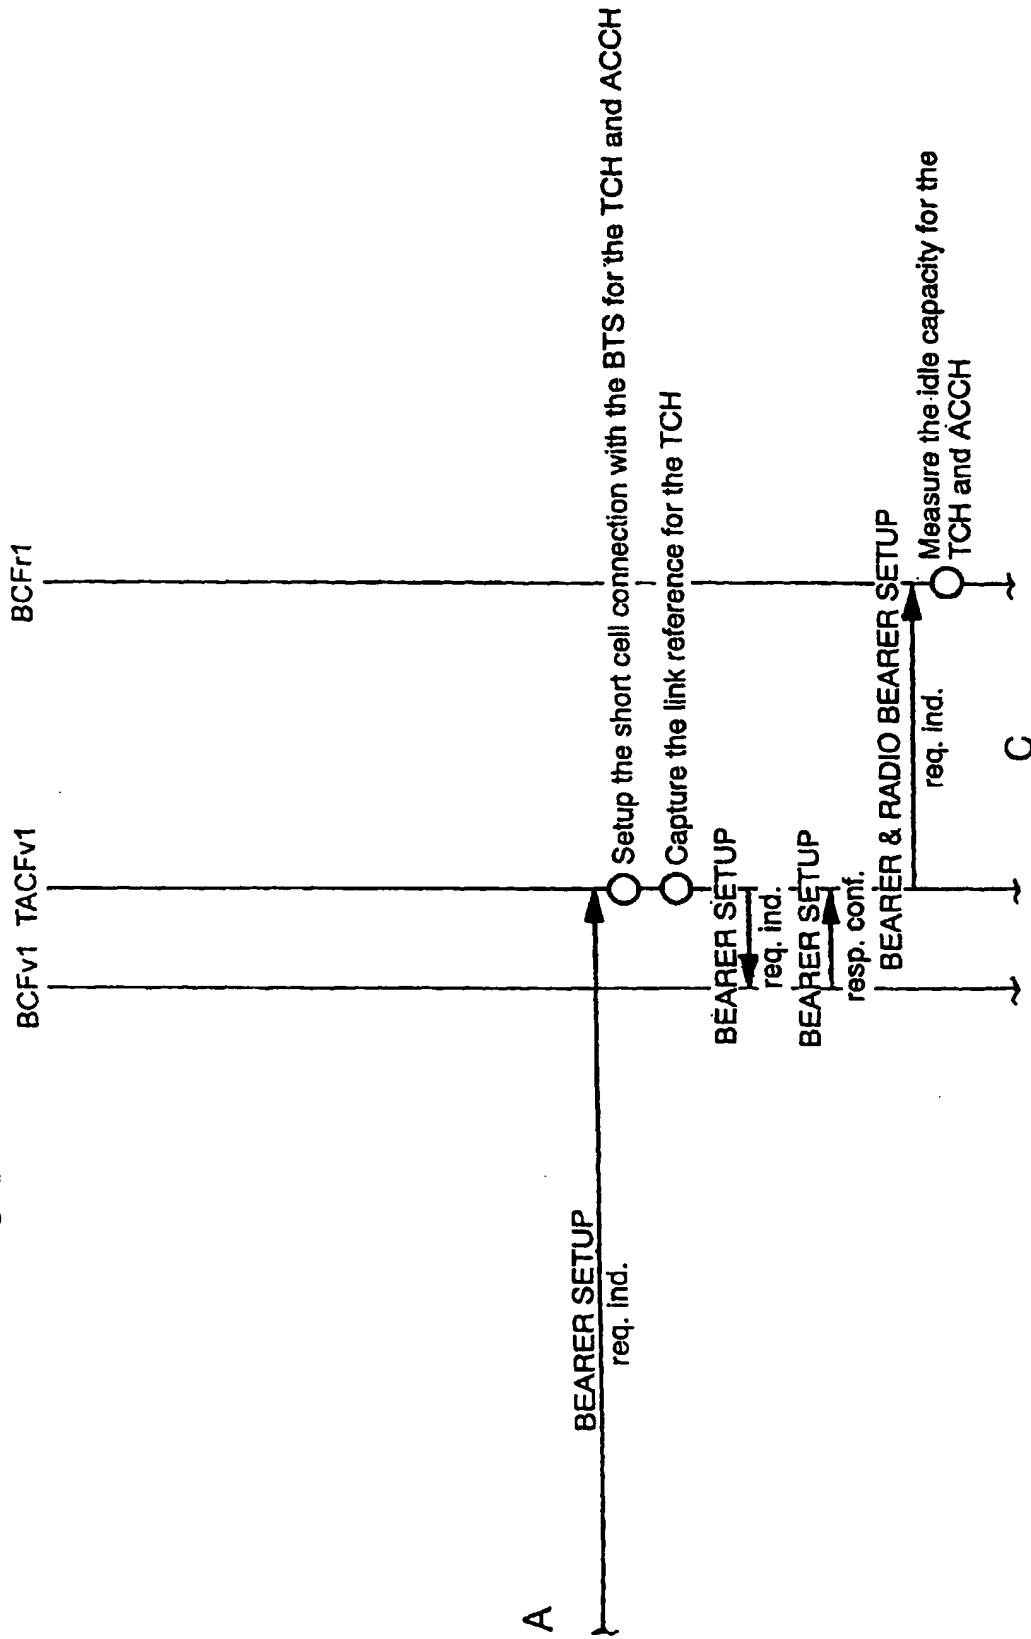 BCFv1 TACFv1
BCFr1
A
BEARER SETUP
req. ind.
Setup the short cell connection with the BTS for the TCH and ACCH
Capture the link reference for the TCH
BEARER SETUP
req. ind.
BEARER SETUP
resp. conf.
BEARER & RADIO BEARER SETUP
req. ind.
Measure the idle capacity for the
TCH and ACCH
C